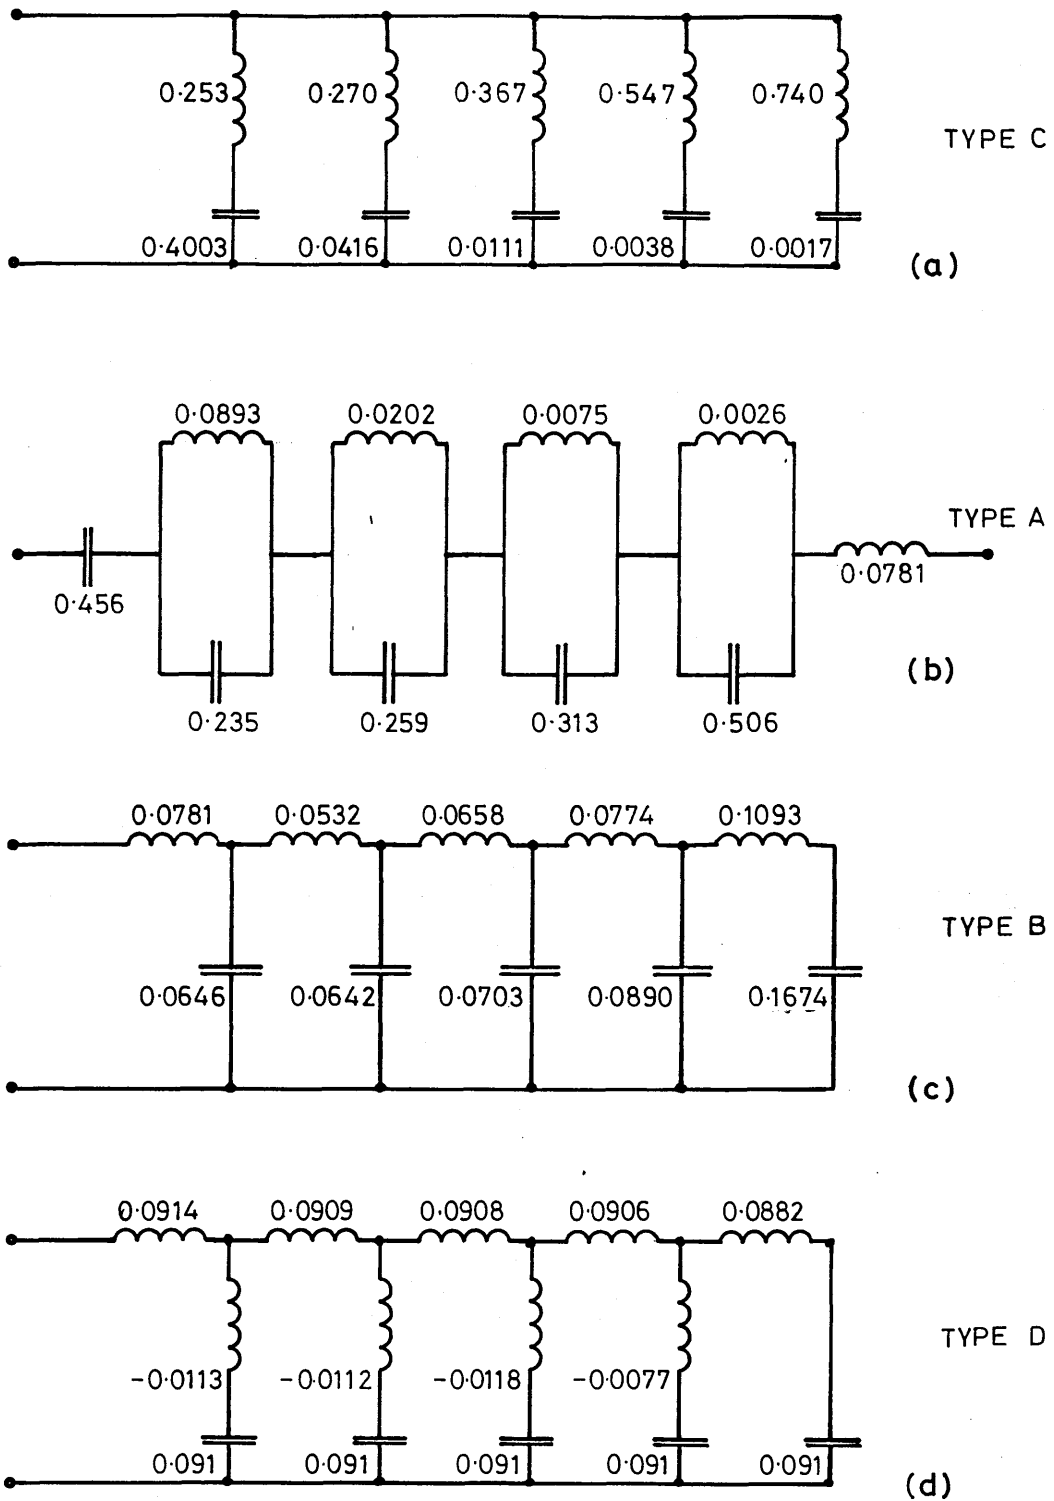 0·253 0·270 0·367 0·547 0·740
TYPE C
0·4003 0·0416 0·0111 0·0038 0·0017
(a)
0·0893 0·0202 0·0075 0·0026
TYPE A
0·456 0·0781
(b)
0·235 0·259 0·313 0·506
0·0781 0·0532 0·0658 0·0774 0·1093
TYPE B
0·0646 0·0642 0·0703 0·0890 0·1674
(c)
0·0914 0·0909 0·0908 0·0906 0·0882
TYPE D
-0·0113 -0·0112 -0·0118 -0·0077
0·091 0·091 0·091 0·091 0·091
(d)